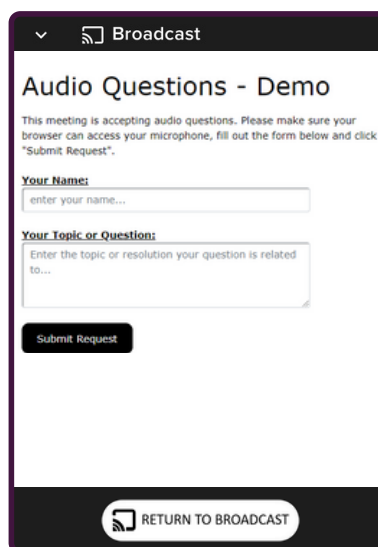 Broadcast
Audio Questions - Demo
This meeting is accepting audio questions. Please make sure your
browser can access your microphone, fill out the form below and click
"Submit Request".
Your Name:
enter your name...
Your Topic or Question:
Enter the topic or resolution your question is related
to...
Submit Request
RETURN TO BROADCAST